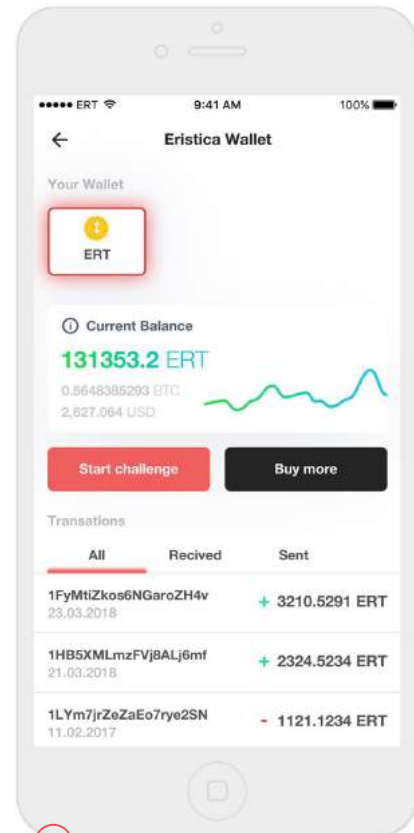 ERT 9:41 AM 100%
Eristica Wallet
Your Wallet
ERT
Current Balance
131353.2 ERT
0.5648385293 BTC
2,627.064 USD
Start challenge Buy more
Transations
All Recived Sent
1FyMtiZkos6NGaroZH4v + 3210.5291 ERT
23.03.2018
1HB5XMLmzFVj8ALj6mf + 2324.5234 ERT
21.03.2018
1LYm7jrZeZaEo7rye2SN - 1121.1234 ERT
11.02.2017